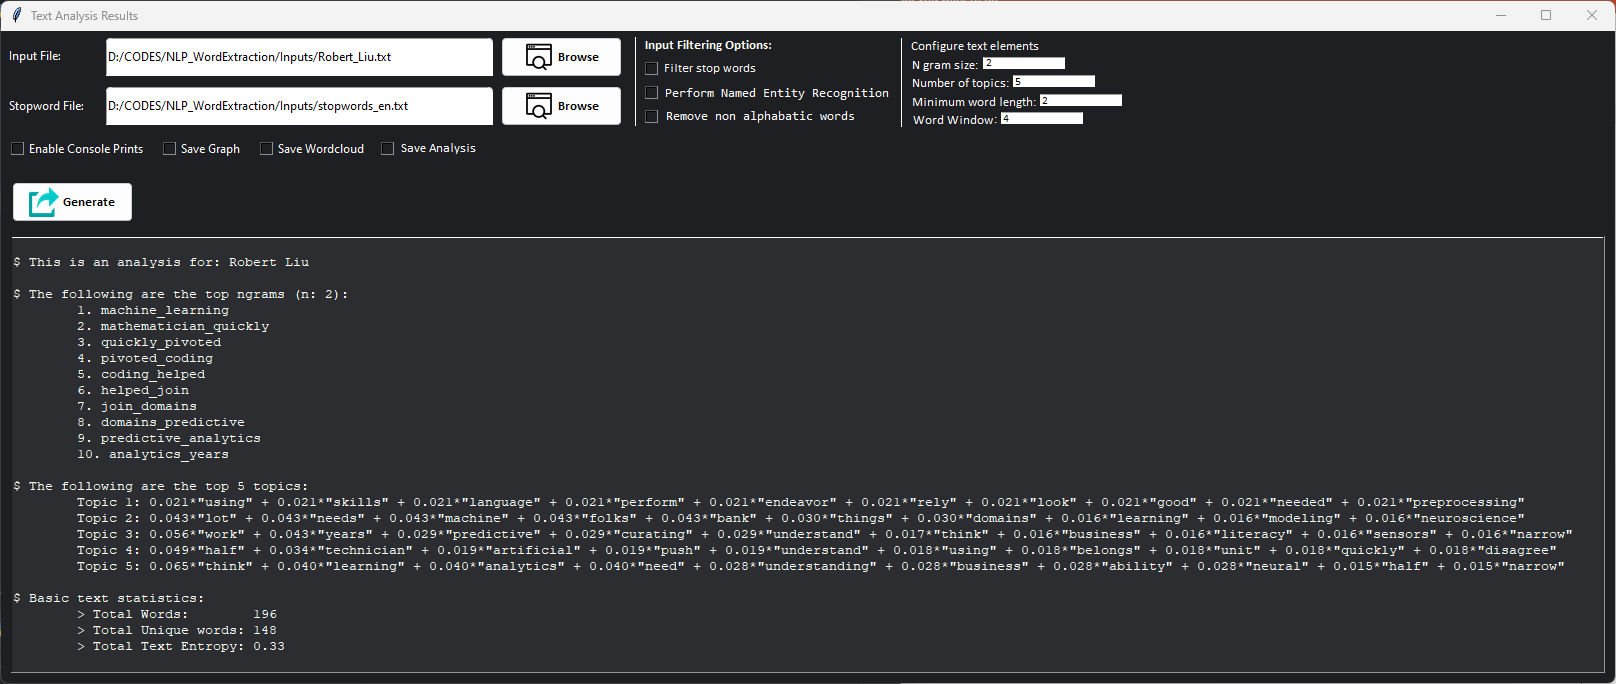 Text Analysis Results
Input File:
D:/CODES/NLP_WordExtraction/Inputs/Robert_Liu.txt
Browse
Stopword File:
D:/CODES/NLP_WordExtraction/Inputs/stopwords_en.txt
Browse
Input Filtering Options:
Filter stop words
Perform Named Entity Recognition
Remove non alphabatic words
Configure text elements
N gram size: 2
Number of topics: 5
Minimum word length: 2
Word Window: 4
Enable Console Prints Save Graph Save Wordcloud Save Analysis
Generate
$ This is an analysis for: Robert Liu
$ The following are the top ngrams (n: 2):
1. machine_learning
2. mathematician_quickly
3. quickly_pivoted
4. pivoted_coding
5. coding_helped
6. helped_join
7. join_domains
8. domains_predictive
9. predictive_analytics
10. analytics_years
$ The following are the top 5 topics:
Topic 1: 0.021*"using" + 0.021*"skills" + 0.021*"language" + 0.021*"perform" + 0.021*"endeavor" + 0.021*"rely" + 0.021*"look" + 0.021*"good" + 0.021*"needed" + 0.021*"preprocessing"
Topic 2: 0.043*"lot" + 0.043*"needs" + 0.043*"machine" + 0.043*"folks" + 0.043*"bank" + 0.030*"things" + 0.030*"domains" + 0.016*"learning" + 0.016*"modeling" + 0.016*"neuroscience"
Topic 3: 0.056*"work" + 0.043*"years" + 0.029*"predictive" + 0.029*"curating" + 0.029*"understand" + 0.017*"think" + 0.016*"business" + 0.016*"literacy" + 0.016*"sensors" + 0.016*"narrow"
Topic 4: 0.049*"half" + 0.034*"technician" + 0.019*"artificial" + 0.019*"push" + 0.019*"understand" + 0.018*"using" + 0.018*"belongs" + 0.018*"unit" + 0.018*"quickly" + 0.018*"disagree"
Topic 5: 0.065*"think" + 0.040*"learning" + 0.040*"analytics" + 0.040*"need" + 0.028*"understanding" + 0.028*"business" + 0.028*"ability" + 0.028*"neural" + 0.015*"half" + 0.015*"narrow"
$ Basic text statistics:
> Total Words: 196
> Total Unique words: 148
> Total Text Entropy: 0.33